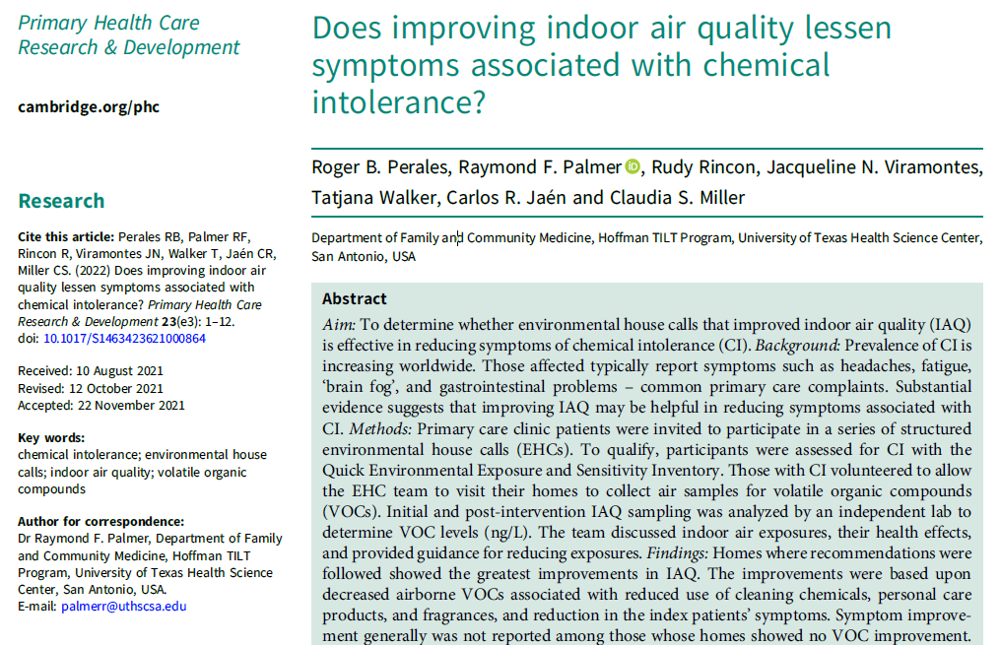 Primary Health Care
Research & Development
cambridge.org/phc
Research
Cite this article: Perales RB, Palmer RF,
Rincon R, Viramontes JN, Walker T, Jaén CR,
Miller CS. (2022) Does improving indoor air
quality lessen symptoms associated with
chemical intolerance? Primary Health Care
Research & Development 23(e3): 1–12.
doi: 10.1017/S1463423621000864
Received: 10 August 2021
Revised: 12 October 2021
Accepted: 22 November 2021
Key words:
chemical intolerance; environmental house
calls; indoor air quality; volatile organic
compounds
Author for correspondence:
Dr Raymond F. Palmer, Department of Family
and Community Medicine, Hoffman TILT
Program, University of Texas Health Science
Center, San Antonio, USA.
E-mail: palmerr@uthscsa.edu
Does improving indoor air quality lessen
symptoms associated with chemical
intolerance?
Roger B. Perales, Raymond F. Palmer iD, Rudy Rincon, Jacqueline N. Viramontes,
Tatjana Walker, Carlos R. Jaén and Claudia S. Miller
Department of Family and Community Medicine, Hoffman TILT Program, University of Texas Health Science Center,
San Antonio, USA
Abstract
Aim: To determine whether environmental house calls that improved indoor air quality (IAQ)
is effective in reducing symptoms of chemical intolerance (CI). Background: Prevalence of CI is
increasing worldwide. Those affected typically report symptoms such as headaches, fatigue,
‘brain fog’, and gastrointestinal problems – common primary care complaints. Substantial
evidence suggests that improving IAQ may be helpful in reducing symptoms associated with
CI. Methods: Primary care clinic patients were invited to participate in a series of structured
environmental house calls (EHCs). To qualify, participants were assessed for CI with the
Quick Environmental Exposure and Sensitivity Inventory. Those with CI volunteered to allow
the EHC team to visit their homes to collect air samples for volatile organic compounds
(VOCs). Initial and post-intervention IAQ sampling was analyzed by an independent lab to
determine VOC levels (ng/L). The team discussed indoor air exposures, their health effects,
and provided guidance for reducing exposures. Findings: Homes where recommendations were
followed showed the greatest improvements in IAQ. The improvements were based upon
decreased airborne VOCs associated with reduced use of cleaning chemicals, personal care
products, and fragrances, and reduction in the index patients’ symptoms. Symptom improve-
ment generally was not reported among those whose homes showed no VOC improvement.